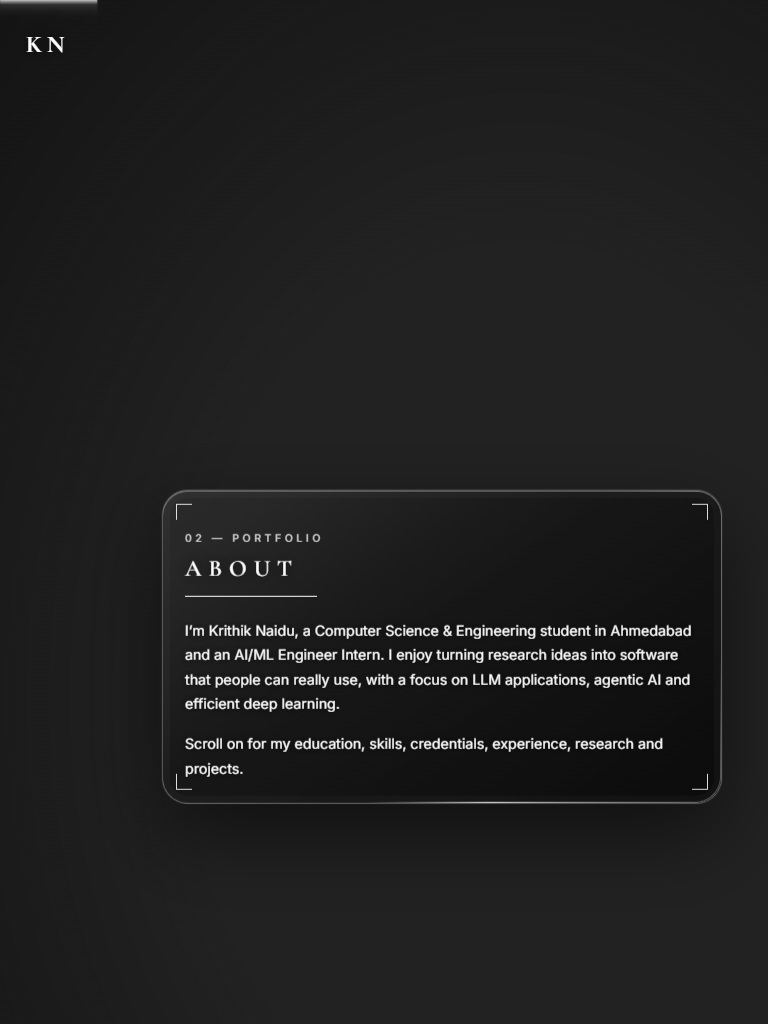 KN
02 — PORTFOLIO
ABOUT
I’m Krithik Naidu, a Computer Science & Engineering student in Ahmedabad
and an AI/ML Engineer Intern. I enjoy turning research ideas into software
that people can really use, with a focus on LLM applications, agentic AI and
efficient deep learning.
Scroll on for my education, skills, credentials, experience, research and
projects.